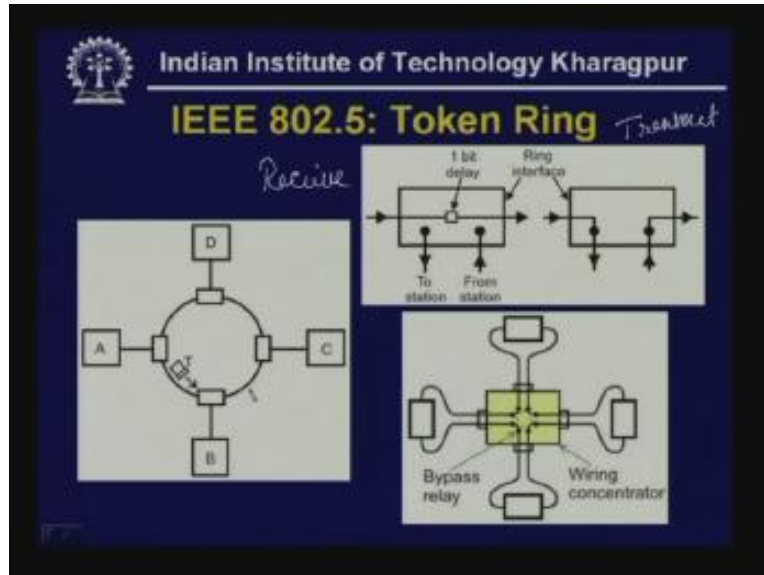 Indian Institute of Technology Kharagpur
IEEE 802.5: Token Ring
Transmit
Receive
1 bit delay
Ring interface
To station
From station
D
A
T
C
B
Bypass relay
Wiring concentrator